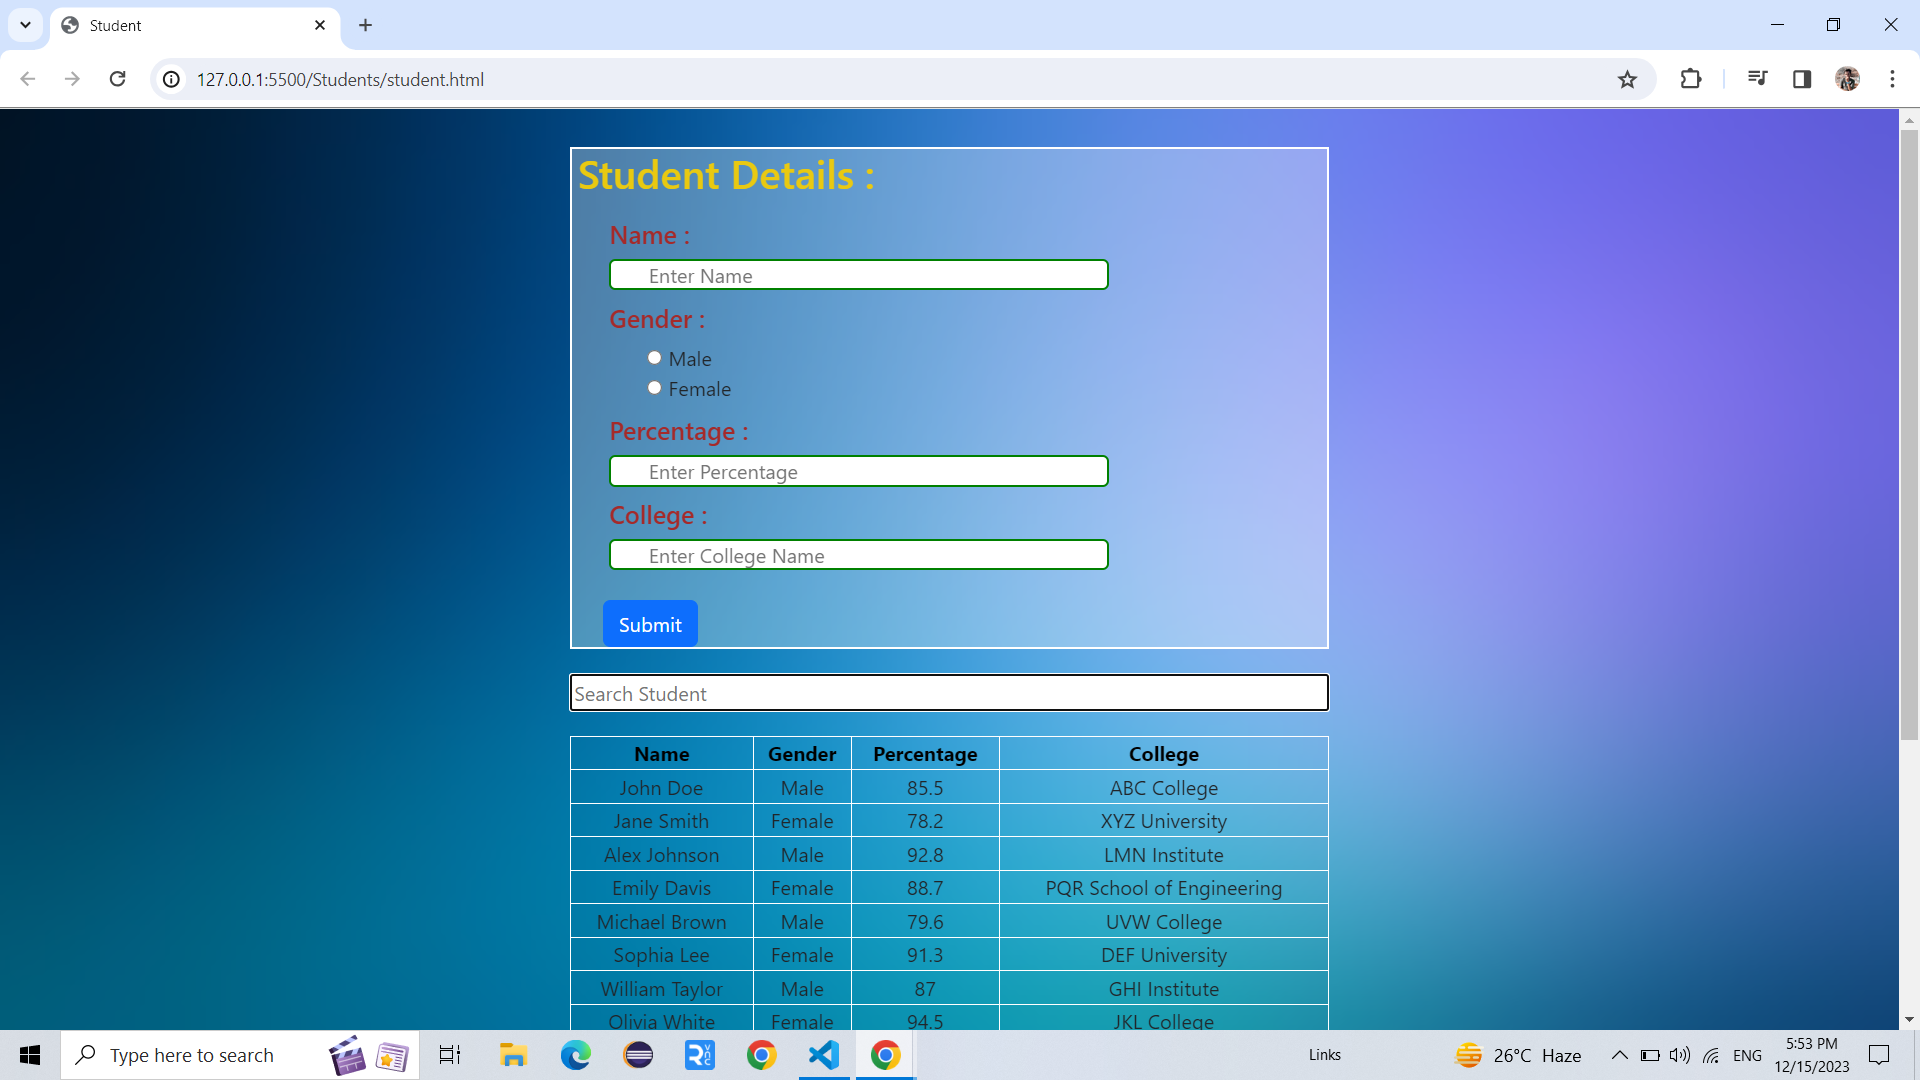 Student
127.0.0.1:5500/Students/student.html
Student Details :
Name :
Enter Name
Gender :
Male
Female
Percentage :
Enter Percentage
College :
Enter College Name
Submit
Search Student
Name Gender Percentage College
John Doe Male 85.5 ABC College
Jane Smith Female 78.2 XYZ University
Alex Johnson Male 92.8 LMN Institute
Emily Davis Female 88.7 PQR School of Engineering
Michael Brown Male 79.6 UVW College
Sophia Lee Female 91.3 DEF University
William Taylor Male 87 GHI Institute
Olivia White Female 94.5 JKL College
Type here to search
Links
26°C Haze
ENG
5:53 PM
12/15/2023